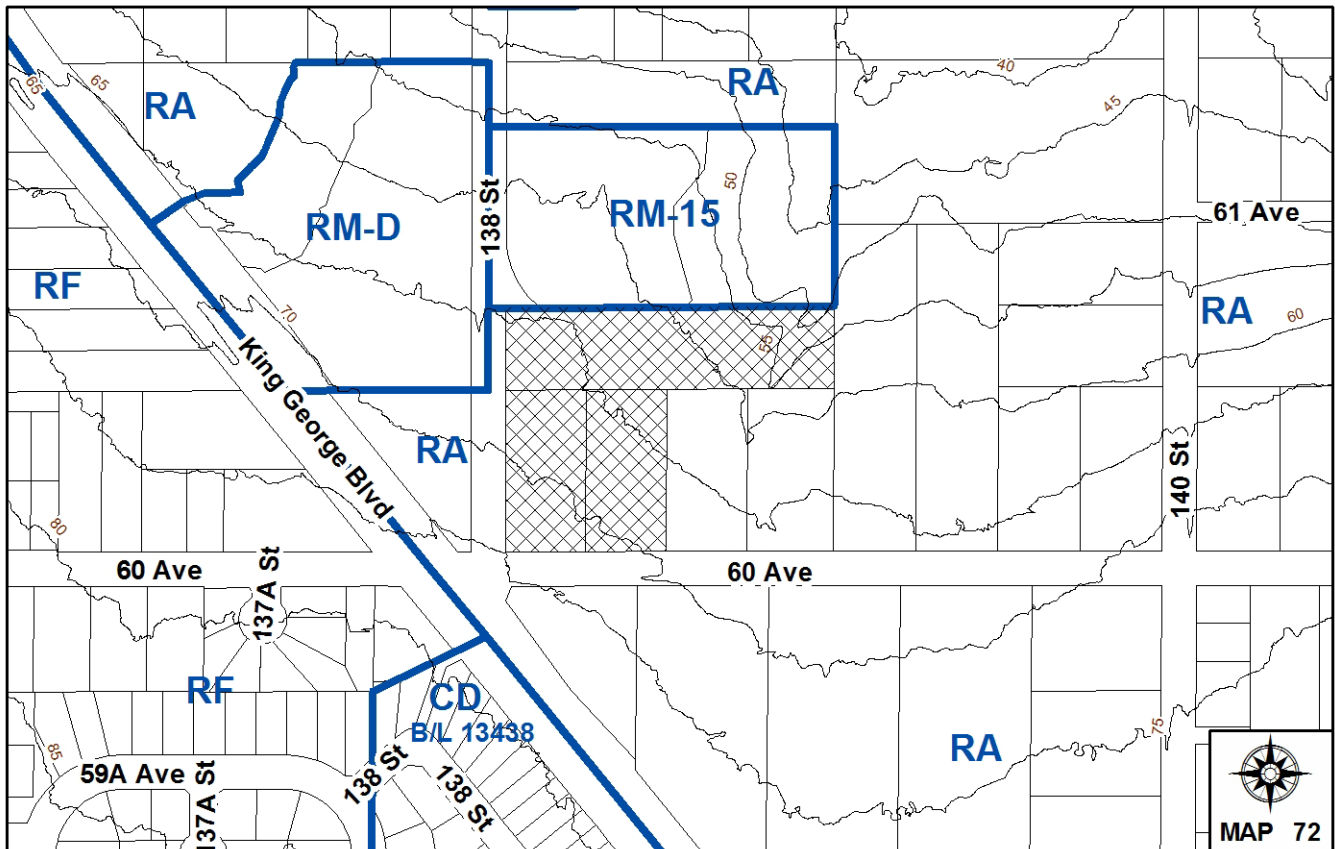 40
65
65
RA
RA
45
50
138 St
RM-15
61 Ave
RM-D
RF
RA
70
60
55
King George Blvd
RA
140 St
80
60 Ave
60 Ave
137A St
RF
CD
B/L 13438
75
RA
85
59A Ave
138 St
138 St
137A St
MAP 72